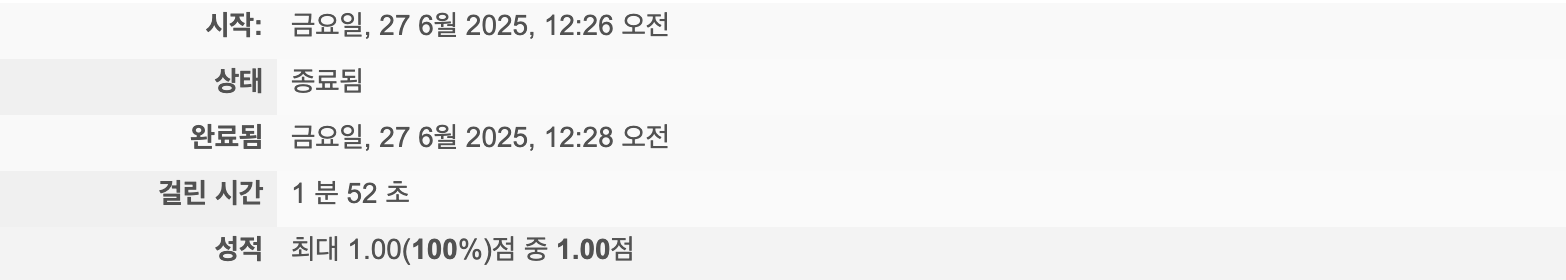 시작: 금요일, 27 6월 2025, 12:26 오전
상태 종료됨
완료됨 금요일, 27 6월 2025, 12:28 오전
걸린 시간 1 분 52 초
성적 최대 1.00(100%)점 중 1.00점